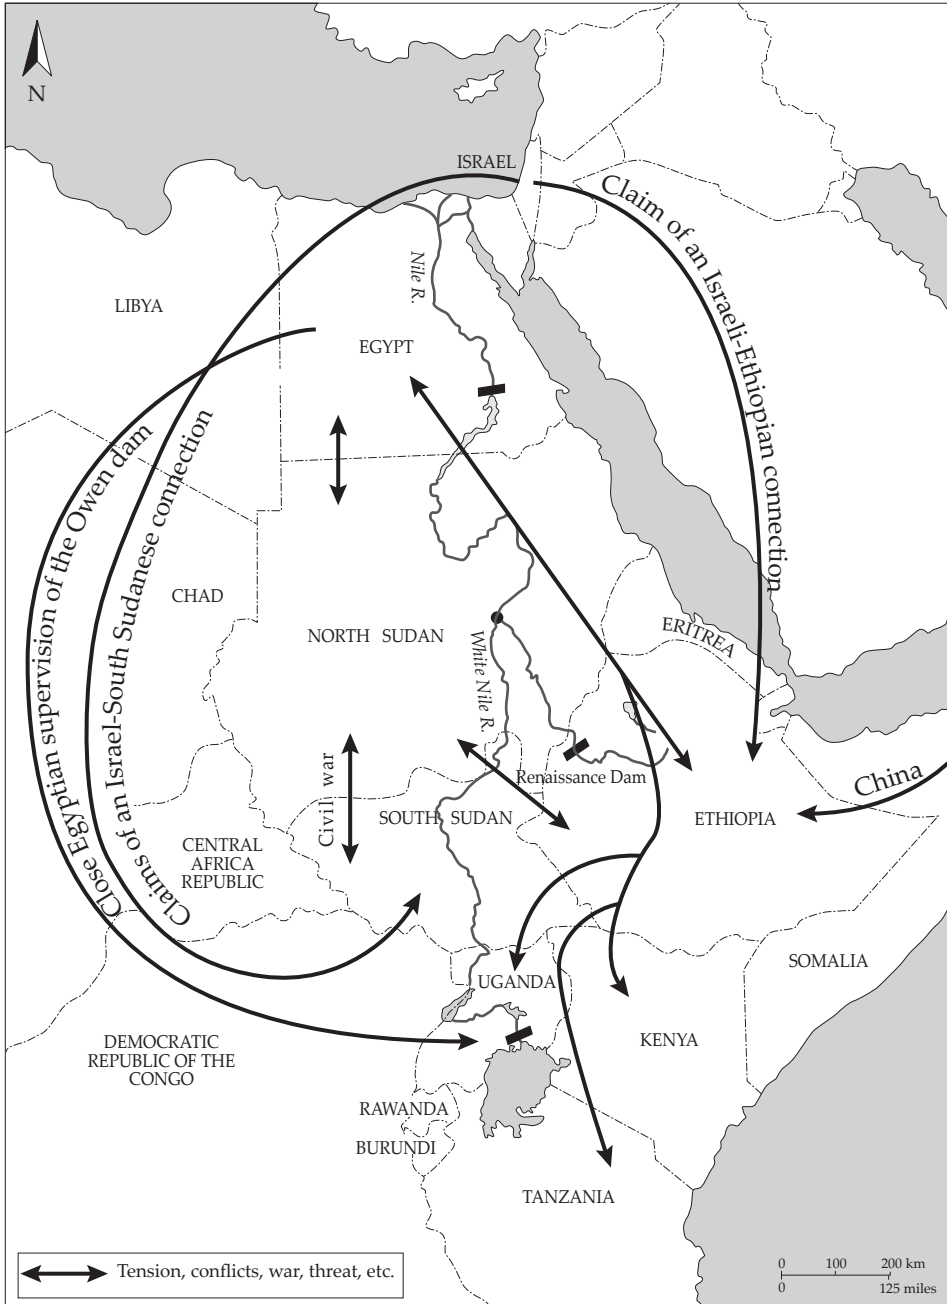 N
ISRAEL
Claim of an Israeli-Ethiopian connection
Nile R.
LIBYA
EGYPT
Close Egyptian supervision of the Owen dam
Claims of an Israel-South Sudanese connection
CHAD
NORTH SUDAN
White Nile R.
ERITREA
Renaissance Dam
China
Civil war
SOUTH SUDAN
ETHIOPIA
CENTRAL
AFRICA
REPUBLIC
SOMALIA
UGANDA
DEMOCRATIC
REPUBLIC OF THE
CONGO
KENYA
RAWANDA
BURUNDI
TANZANIA
Tension, conflicts, war, threat, etc.
0 100 200 km
0 125 miles